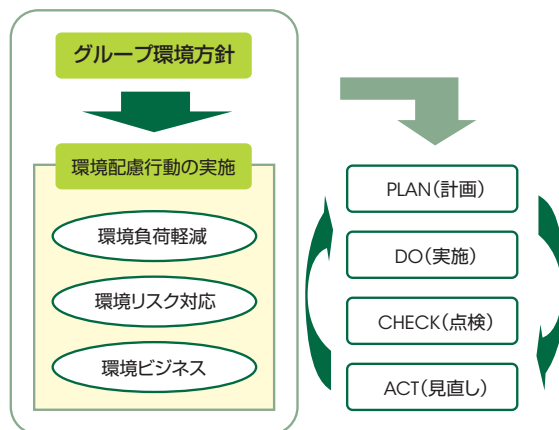 グループ環境方針
環境配慮行動の実施
環境負荷軽減
環境リスク対応
環境ビジネス
PLAN(計画)
DO(実施)
CHECK(点検)
ACT(見直し)